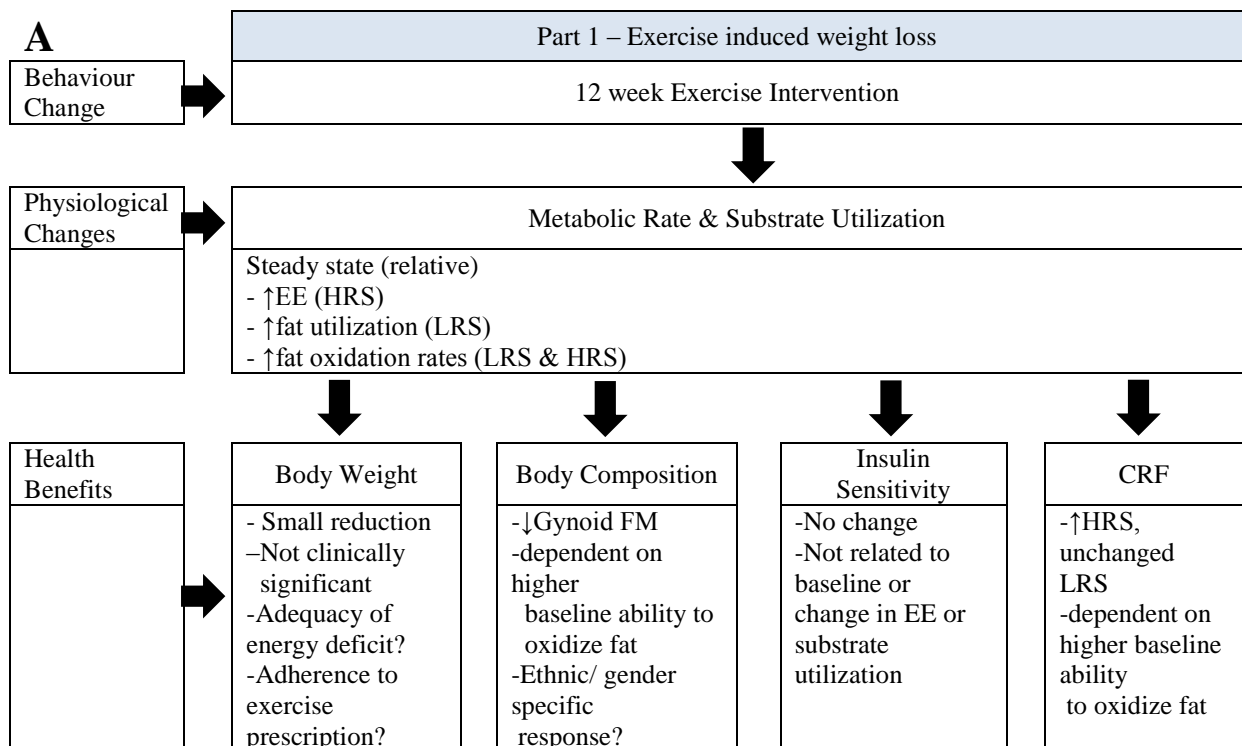 A
Part 1 – Exercise induced weight loss
Behaviour
Change
12 week Exercise Intervention
Physiological
Changes
Metabolic Rate & Substrate Utilization
Steady state (relative)
- ↑EE (HRS)
- ↑fat utilization (LRS)
- ↑fat oxidation rates (LRS & HRS)
Health
Benefits
Body Weight
- Small reduction
–Not clinically
significant
-Adequacy of
energy deficit?
-Adherence to
exercise
prescription?
Body Composition
-↓Gynoid FM
-dependent on
higher
baseline ability to
oxidize fat
-Ethnic/ gender
specific
response?
Insulin
Sensitivity
-No change
-Not related to
baseline or
change in EE or
substrate
utilization
CRF
-↑HRS,
unchanged
LRS
-dependent on
higher baseline
ability
to oxidize fat